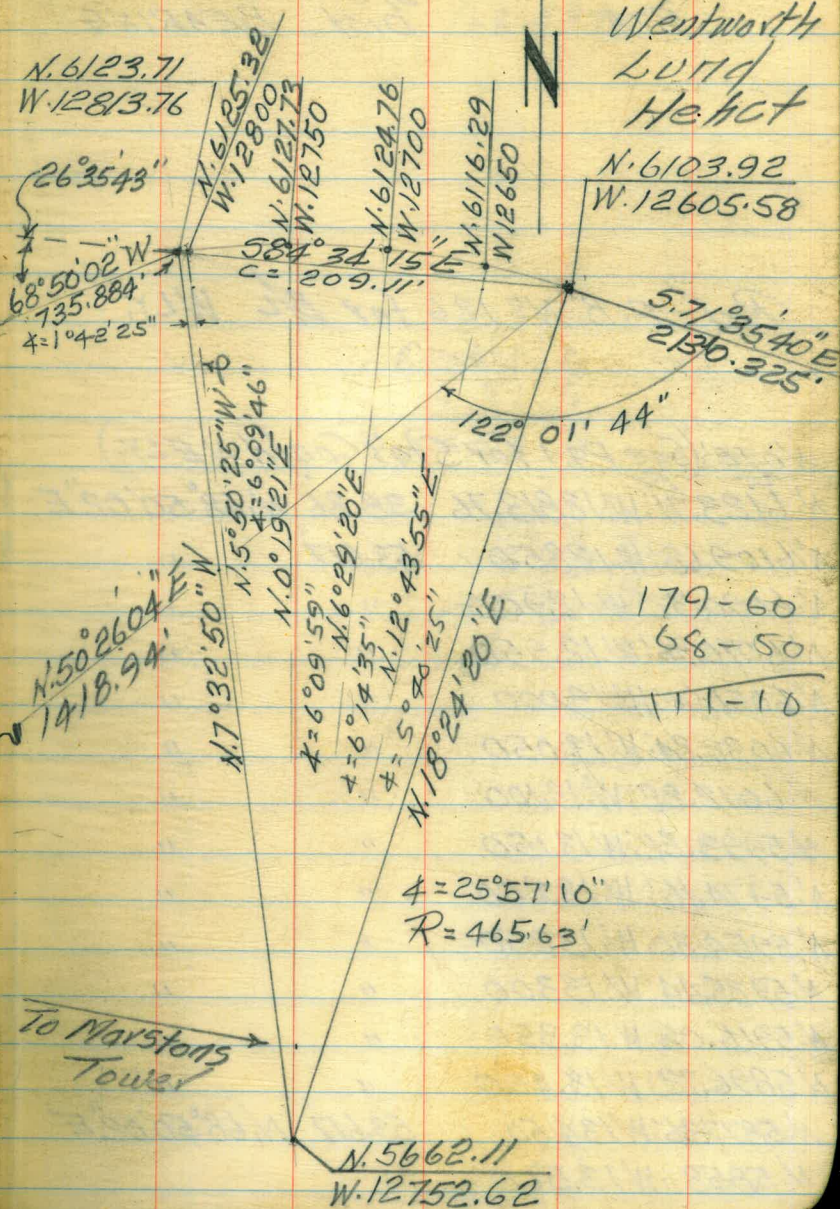 Wentworth
Lund
Hehct
N
N.6123.71
W.12813.76
N.6125.32
W.12800
N.6127.73
W.12750
N.6124.76
W.12700
N.6116.29
W.12650
N.6103.92
W.12605.58
26°35'43"
68°50'02"W
735.884'
∡=1°42'25"
S84°34'15"E
C= 209.11'
S.71°35'40"E
2130.325'
122° 01' 44"
N.5°50'25"W
∡=6°09'46"
N.0°19'21"E
∡=6°09'59"
N.6°29'20"E
∡=6°14'35"
N.12°43'55"E
∡=5°40'25"
N.18°24'20"E
N.7°32'50"W
N.50°26'04"E
1418.94'
179-60
68-50
111-10
∡=25°57'10"
R=465.63'
To Marstons
Tower
N.5662.11
W.12752.62